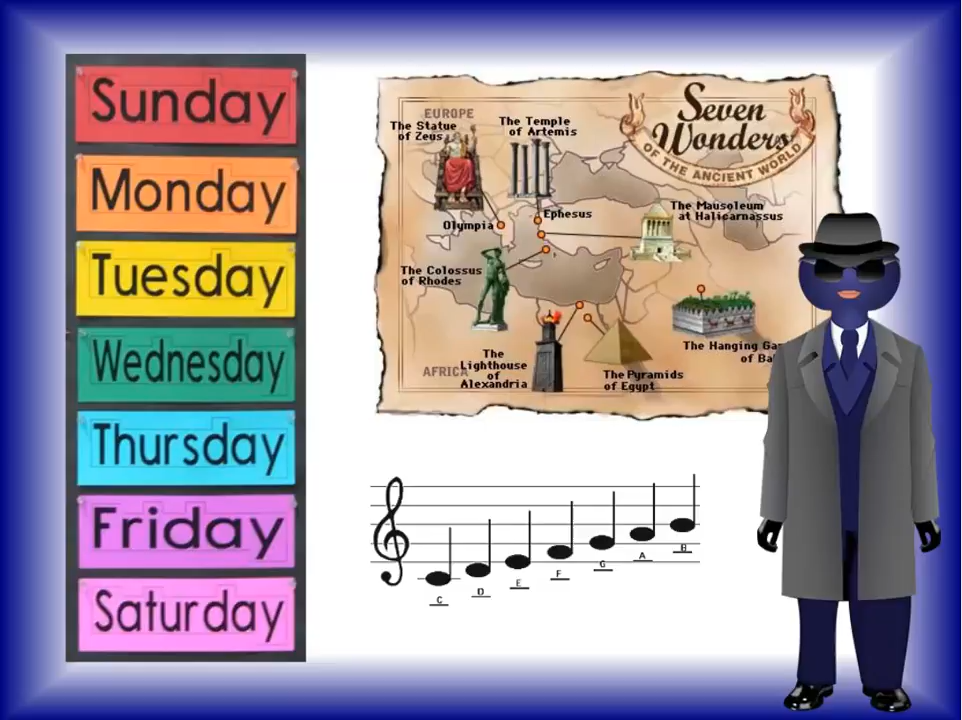 Sunday
Monday
Tuesday
Wednesday
Thursday
Friday
Saturday
Seven
Wonders
OF THE ANCIENT WORLD
EUROPE
The Statue
of Zeus
The Temple
of Artemis
Ephesus
Olympia
The Mausoleum
at Halicarnassus
The Colossus
of Rhodes
The Hanging
of
The
Lighthouse
of
Alexandria
AFRICA
The Pyramids
of Egypt
C D E F G A B